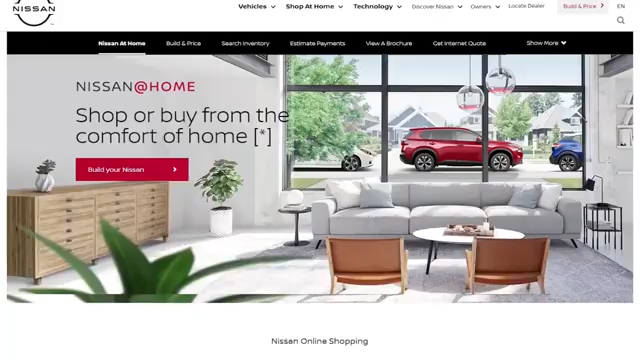 NISSAN
Vehicles
Shop At Home
Technology
Discover Nissan
Owners
Locate Dealer
Build & Price
EN
Nissan At Home
Build & Price
Search Inventory
Estimate Payments
View A Brochure
Get Internet Quote
Show More
NISSAN@HOME
Shop or buy from the
comfort of home [*]
Build your Nissan
Nissan Online Shopping